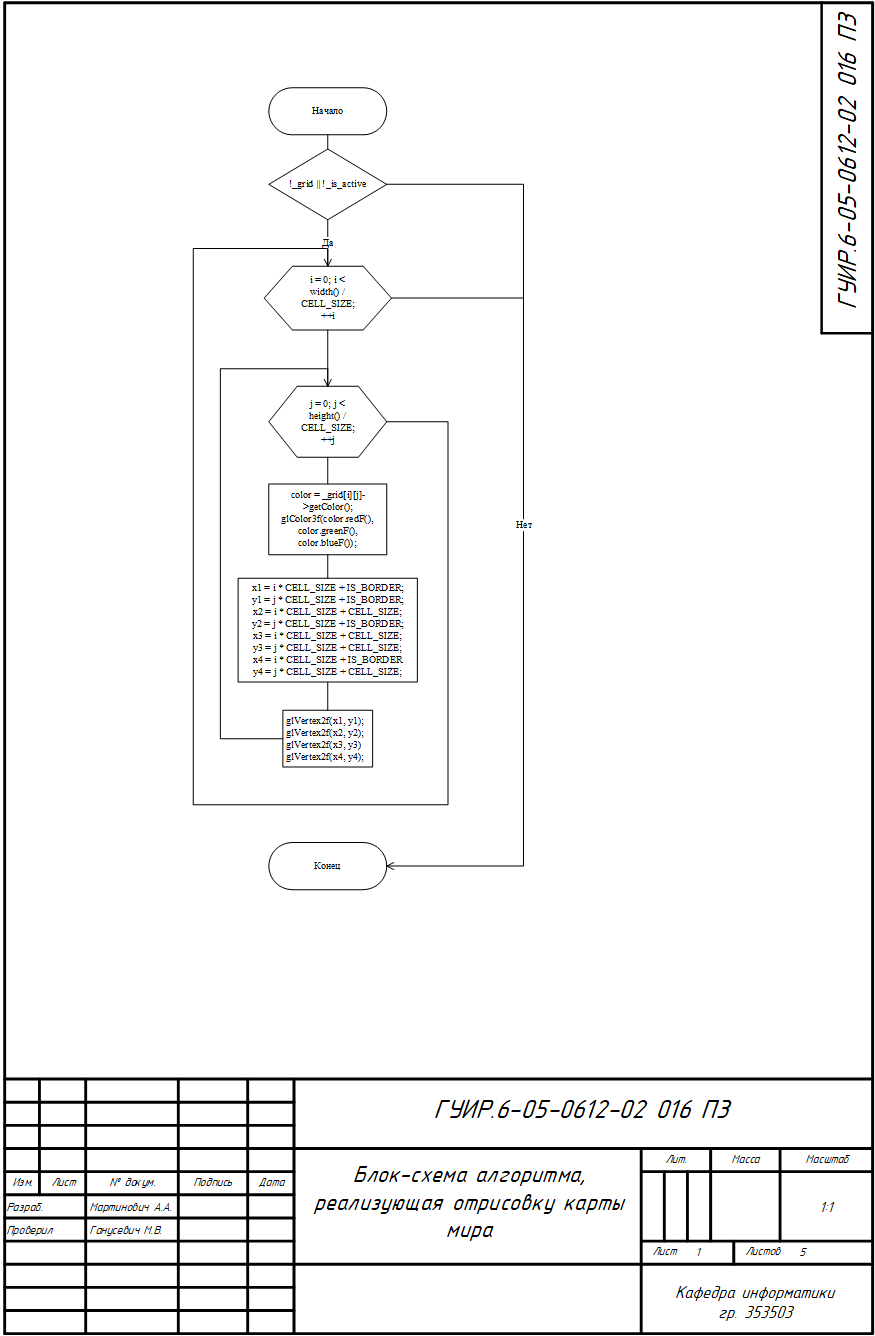 ГУИР.6-05-0612-02 016 ПЗ
Начало
!_grid || !_is_active
Да
i = 0; i <
width() /
CELL_SIZE;
++i
j = 0; j <
height() /
CELL_SIZE;
++j
color = _grid[i][j]-
>getColor();
glColor3f(color.redF(),
color.greenF(),
color.blueF());
Нет
x1 = i * CELL_SIZE + IS_BORDER;
y1 = j * CELL_SIZE + IS_BORDER;
x2 = i * CELL_SIZE + CELL_SIZE;
y2 = j * CELL_SIZE + IS_BORDER;
x3 = i * CELL_SIZE + CELL_SIZE;
y3 = j * CELL_SIZE + CELL_SIZE;
x4 = i * CELL_SIZE + IS_BORDER
y4 = j * CELL_SIZE + CELL_SIZE;
glVertex2f(x1, y1);
glVertex2f(x2, y2);
glVertex2f(x3, y3)
glVertex2f(x4, y4);
Конец
ГУИР.6-05-0612-02 016 ПЗ
Изм. Лист № докум. Подпись Дата
Разраб. Мартинович А.А.
Проверил Ганусевич М.В.
Блок-схема алгоритма,
реализующая отрисовку карты
мира
Лит. Масса Масштаб
1:1
Лист 1 Листов 5
Кафедра информатики
гр. 353503